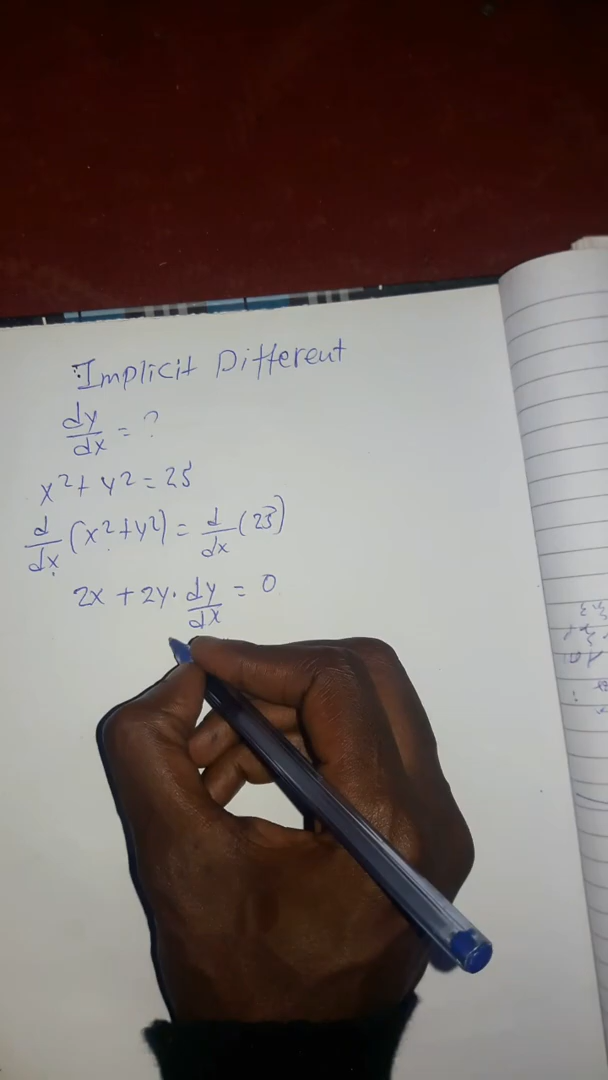 Implicit Different
dy/dx = ?
x² + y² = 25
d/dx (x² + y²) = d/dx (25)
2x + 2y · dy/dx = 0